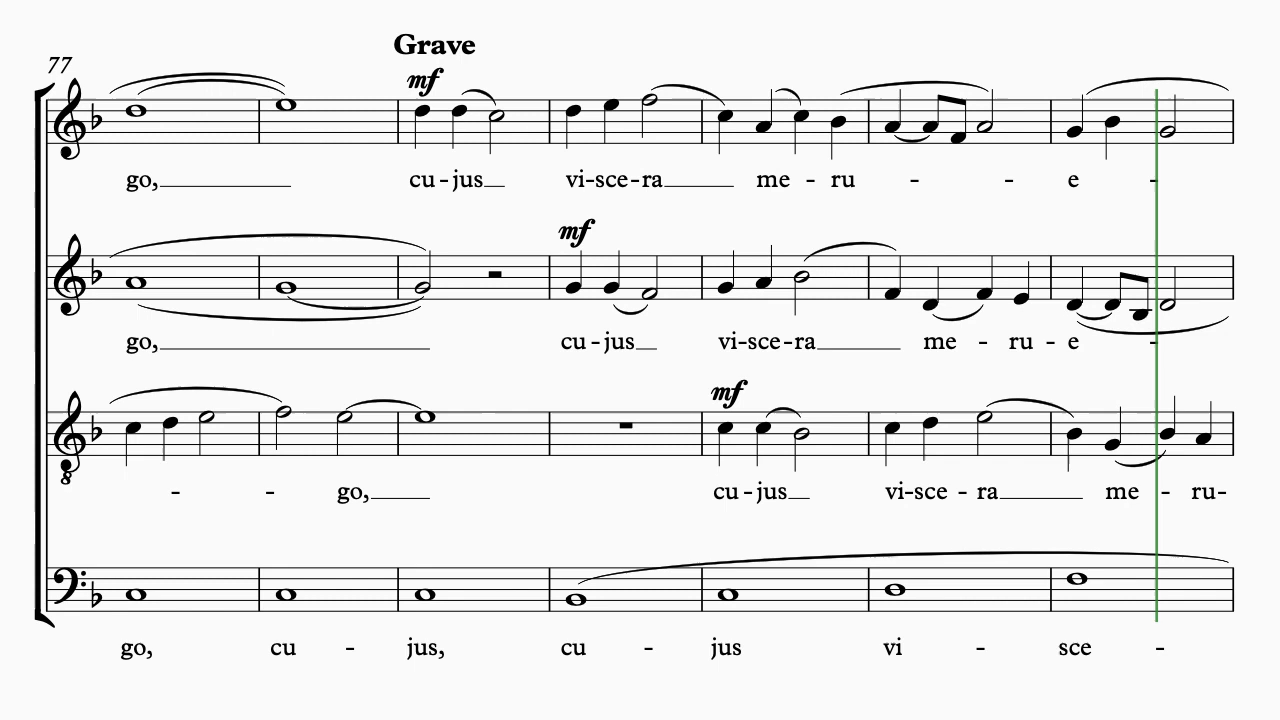 Grave
77
mf
go, cu-jus vi-sce-ra me - ru - - e -
mf
go, cu-jus vi-sce-ra me - ru - e -
mf
- - go, cu-jus vi-sce - ra me - ru-
8
go, cu - jus, cu - jus vi - sce -